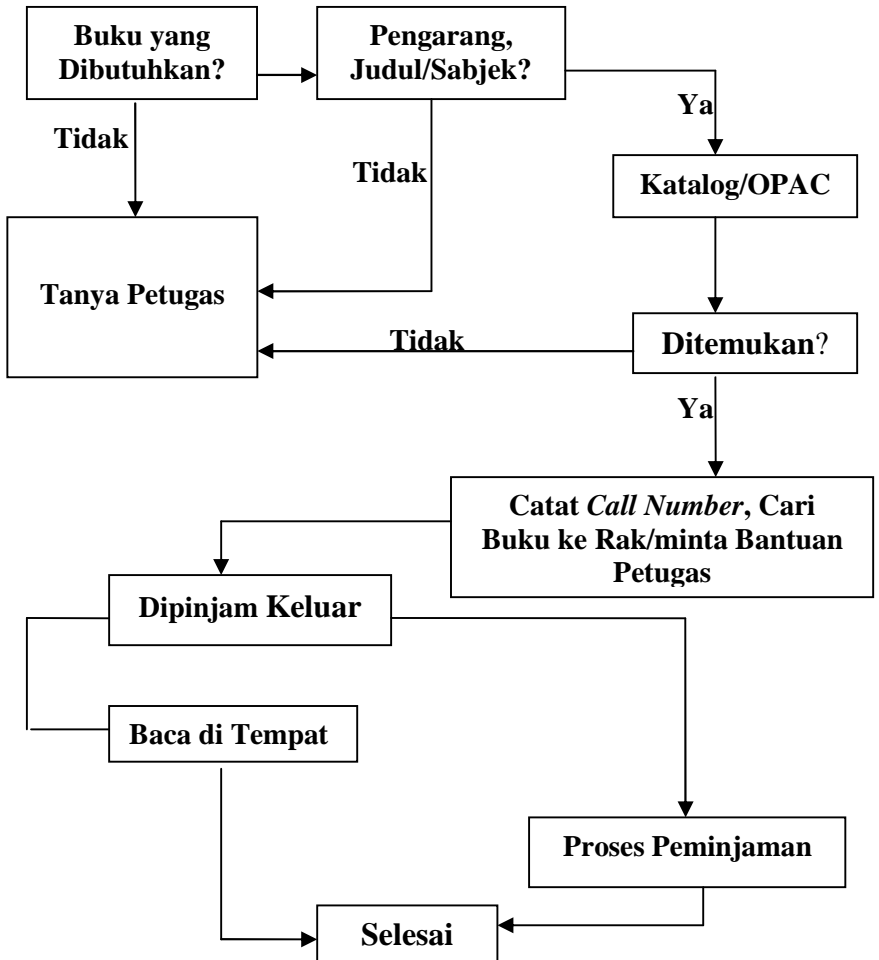 Buku yang
Dibutuhkan?
Pengarang,
Judul/Sabjek?
Ya
Tidak
Tidak
Katalog/OPAC
Tanya Petugas
Tidak
Ditemukan?
Ya
Catat Call Number, Cari
Buku ke Rak/minta Bantuan
Petugas
Dipinjam Keluar
Baca di Tempat
Proses Peminjaman
Selesai